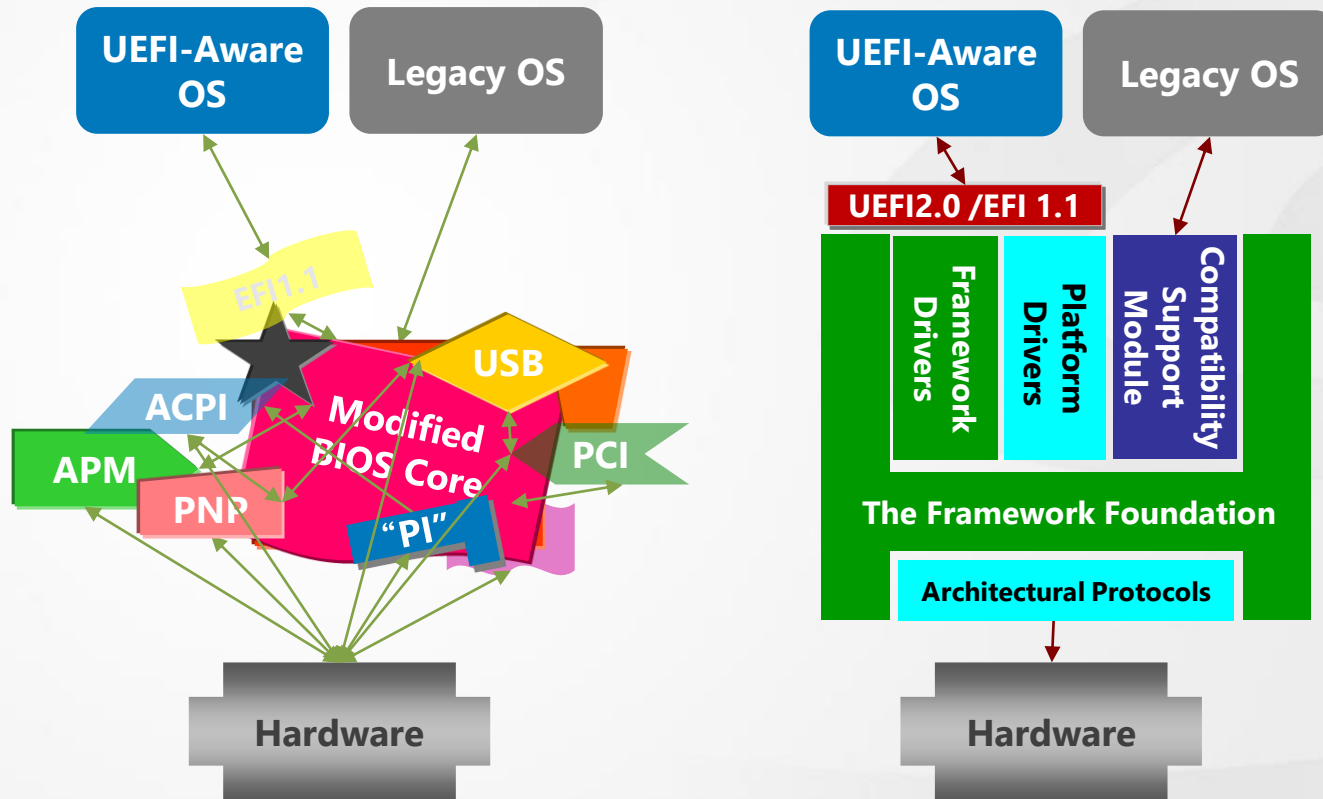 UEFI-Aware
OS
Legacy OS
EFI1.1
USB
ACPI
Modified
BIOS Core
APM
PCI
PNP
“PI”
Hardware
UEFI-Aware
OS
Legacy OS
UEFI2.0 /EFI 1.1
Framework
Drivers
Platform
Drivers
Compatibility
Support
Module
The Framework Foundation
Architectural Protocols
Hardware